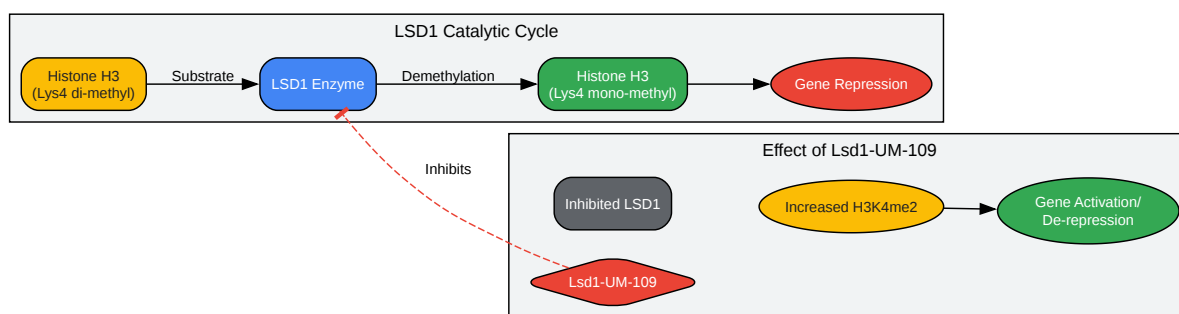 LSD1 Catalytic Cycle
Histone H3
(Lys4 di-methyl)
Substrate
LSD1 Enzyme
Demethylation
Histone H3
(Lys4 mono-methyl)
Gene Repression
Inhibits
Effect of Lsd1-UM-109
Inhibited LSD1
Increased H3K4me2
Gene Activation/
De-repression
Lsd1-UM-109